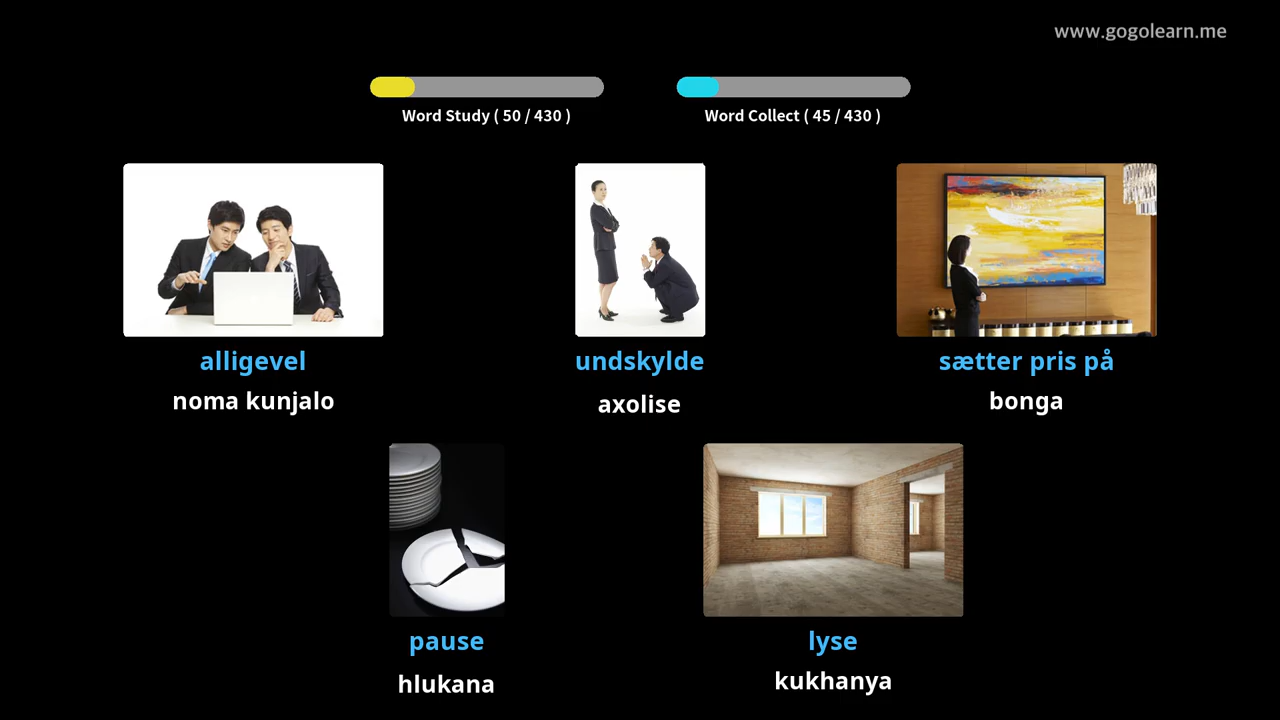 www.gogolearn.me
Word Study ( 50 / 430 )
Word Collect ( 45 / 430 )
alligevel
noma kunjalo
undskylde
axolise
sætter pris på
bonga
pause
hlukana
lyse
kukhanya